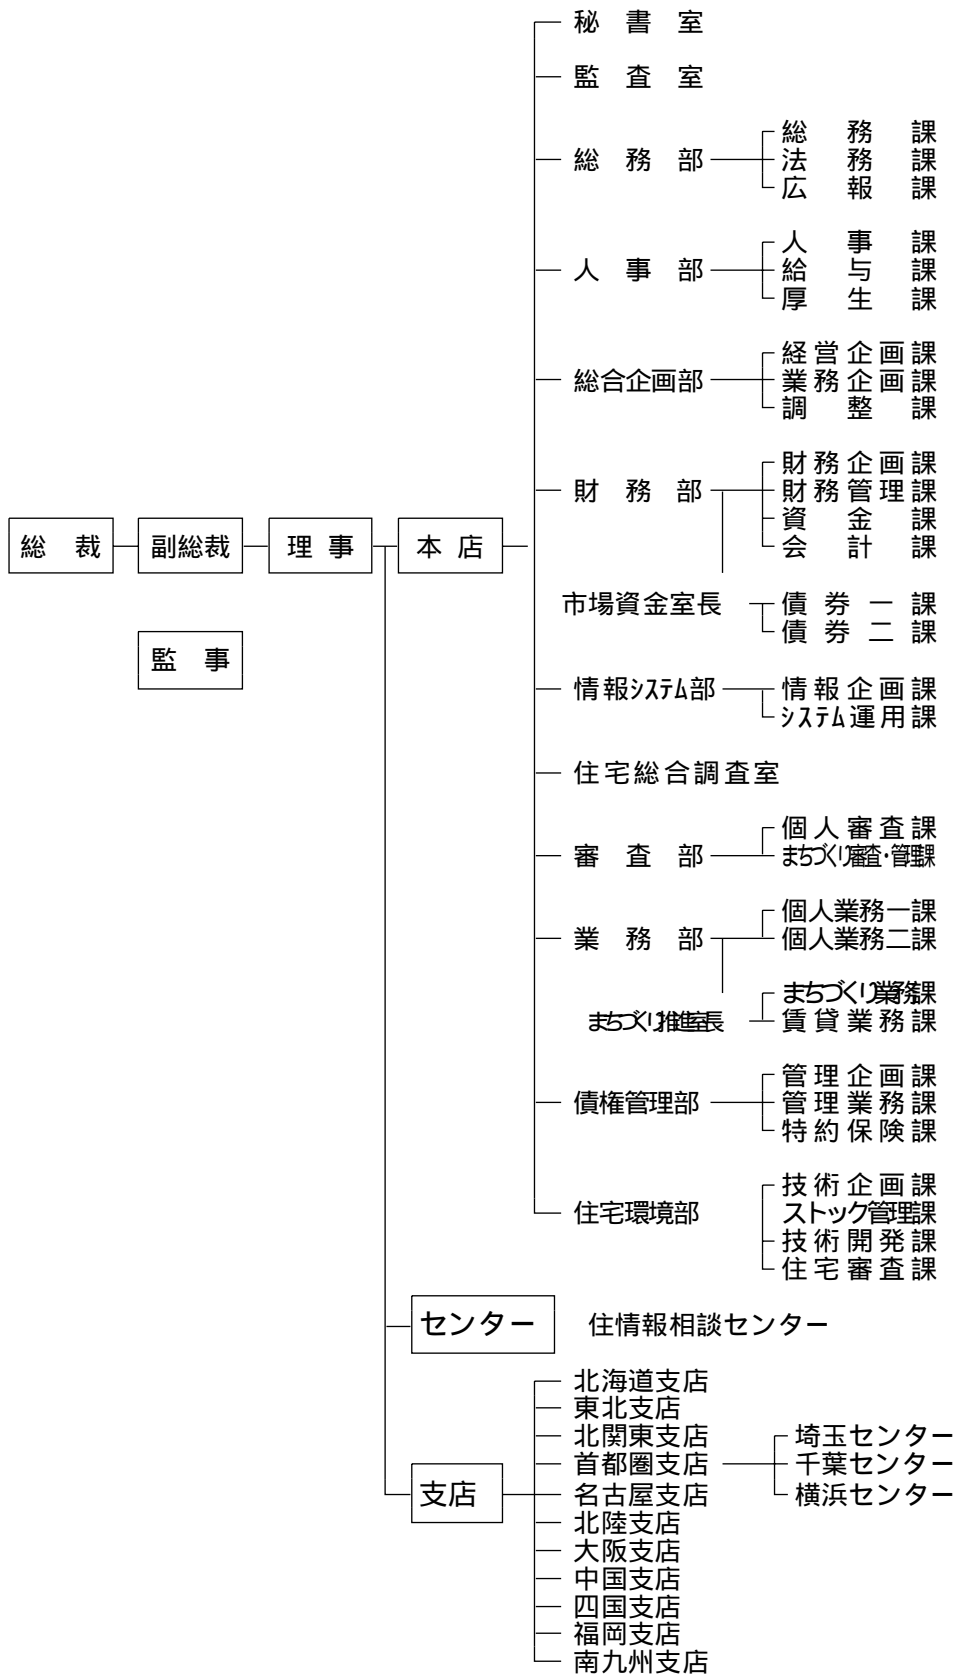 秘書室
監査室
総務部
総務課
法務課
広報課
人事部
人事課
給与課
厚生課
総合企画部
経営企画課
業務企画課
調整課
財務部
財務企画課
財務管理課
資金課
会計課
総裁
副総裁
理事
本店
市場資金室長
債券一課
債券二課
監事
情報システム部
情報企画課
システム運用課
住宅総合調査室
審査部
個人審査課
まちづくり審査・管理課
業務部
個人業務一課
個人業務二課
まちづくり推進室長
まちづくり業務課
賃貸業務課
債権管理部
管理企画課
管理業務課
特約保険課
住宅環境部
技術企画課
ストック管理課
技術開発課
住宅審査課
センター
住情報相談センター
支店
北海道支店
東北支店
北関東支店
首都圏支店
埼玉センター
千葉センター
横浜センター
名古屋支店
北陸支店
大阪支店
中国支店
四国支店
福岡支店
南九州支店